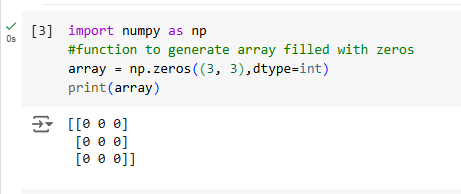 [3] import numpy as np
0s
#function to generate array filled with zeros
array = np.zeros((3, 3),dtype=int)
print(array)
[[0 0 0]
[0 0 0]
[0 0 0]]